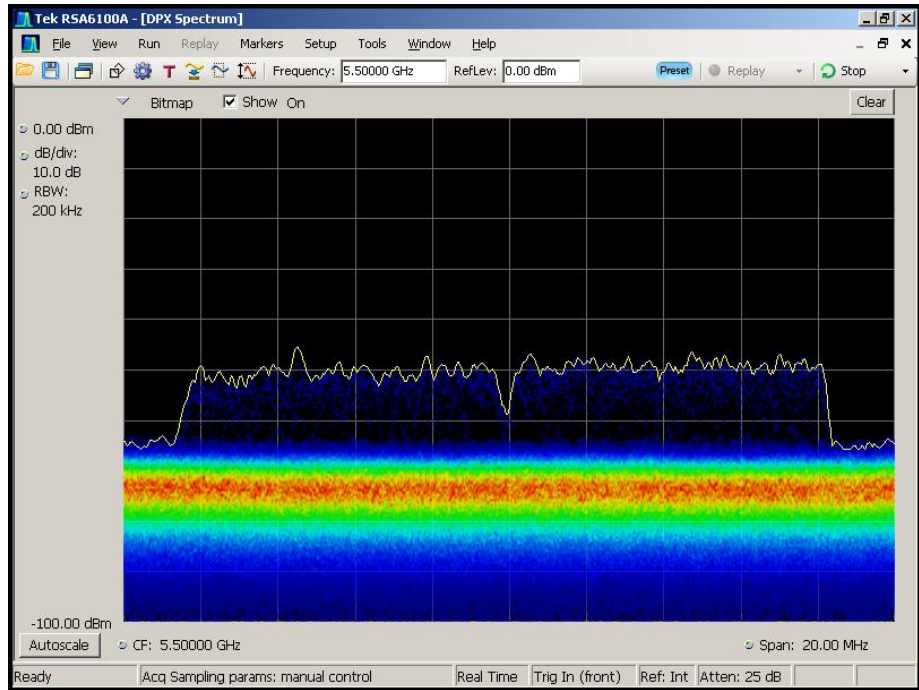 Tek RSA6100A - [DPX Spectrum]
File View Run Replay Markers Setup Tools Window Help
T Frequency: 5.50000 GHz RefLev: 0.00 dBm Preset Replay Stop
Bitmap Show On Clear
0.00 dBm
dB/div:
10.0 dB
RBW:
200 kHz
-100.00 dBm
Autoscale CF: 5.50000 GHz Span: 20.00 MHz
Ready Acq Sampling params: manual control Real Time Trig In (front) Ref: Int Atten: 25 dB